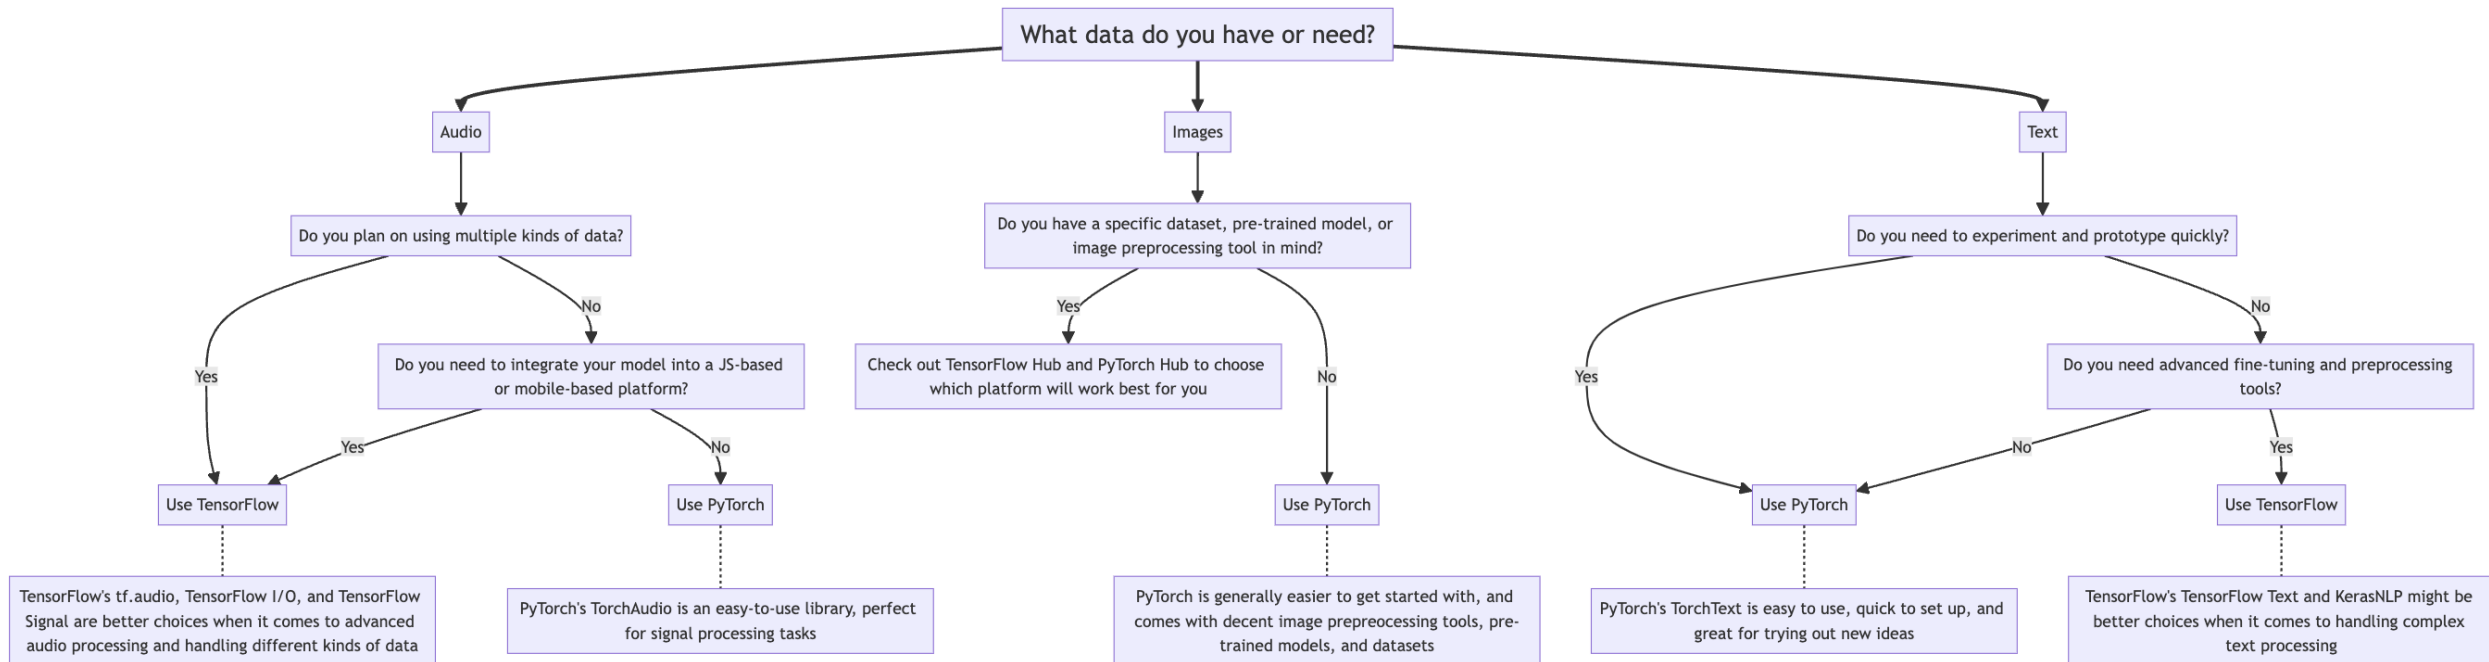 What data do you have or need?
Audio
Images
Text
Do you plan on using multiple kinds of data?
Do you have a specific dataset, pre-trained model, or
image preprocessing tool in mind?
Do you need to experiment and prototype quickly?
No
Yes
No
Do you need to integrate your model into a JS-based
or mobile-based platform?
Check out TensorFlow Hub and PyTorch Hub to choose
which platform will work best for you
Do you need advanced fine-tuning and preprocessing
tools?
Yes
No
Yes
Yes
No
No
Yes
Use TensorFlow
Use PyTorch
Use PyTorch
Use PyTorch
Use TensorFlow
TensorFlow's tf.audio, TensorFlow I/O, and TensorFlow
Signal are better choices when it comes to advanced
audio processing and handling different kinds of data
PyTorch's TorchAudio is an easy-to-use library, perfect
for signal processing tasks
PyTorch is generally easier to get started with, and
comes with decent image prepreocessing tools, pre-
trained models, and datasets
PyTorch's TorchText is easy to use, quick to set up, and
great for trying out new ideas
TensorFlow's TensorFlow Text and KerasNLP might be
better choices when it comes to handling complex
text processing